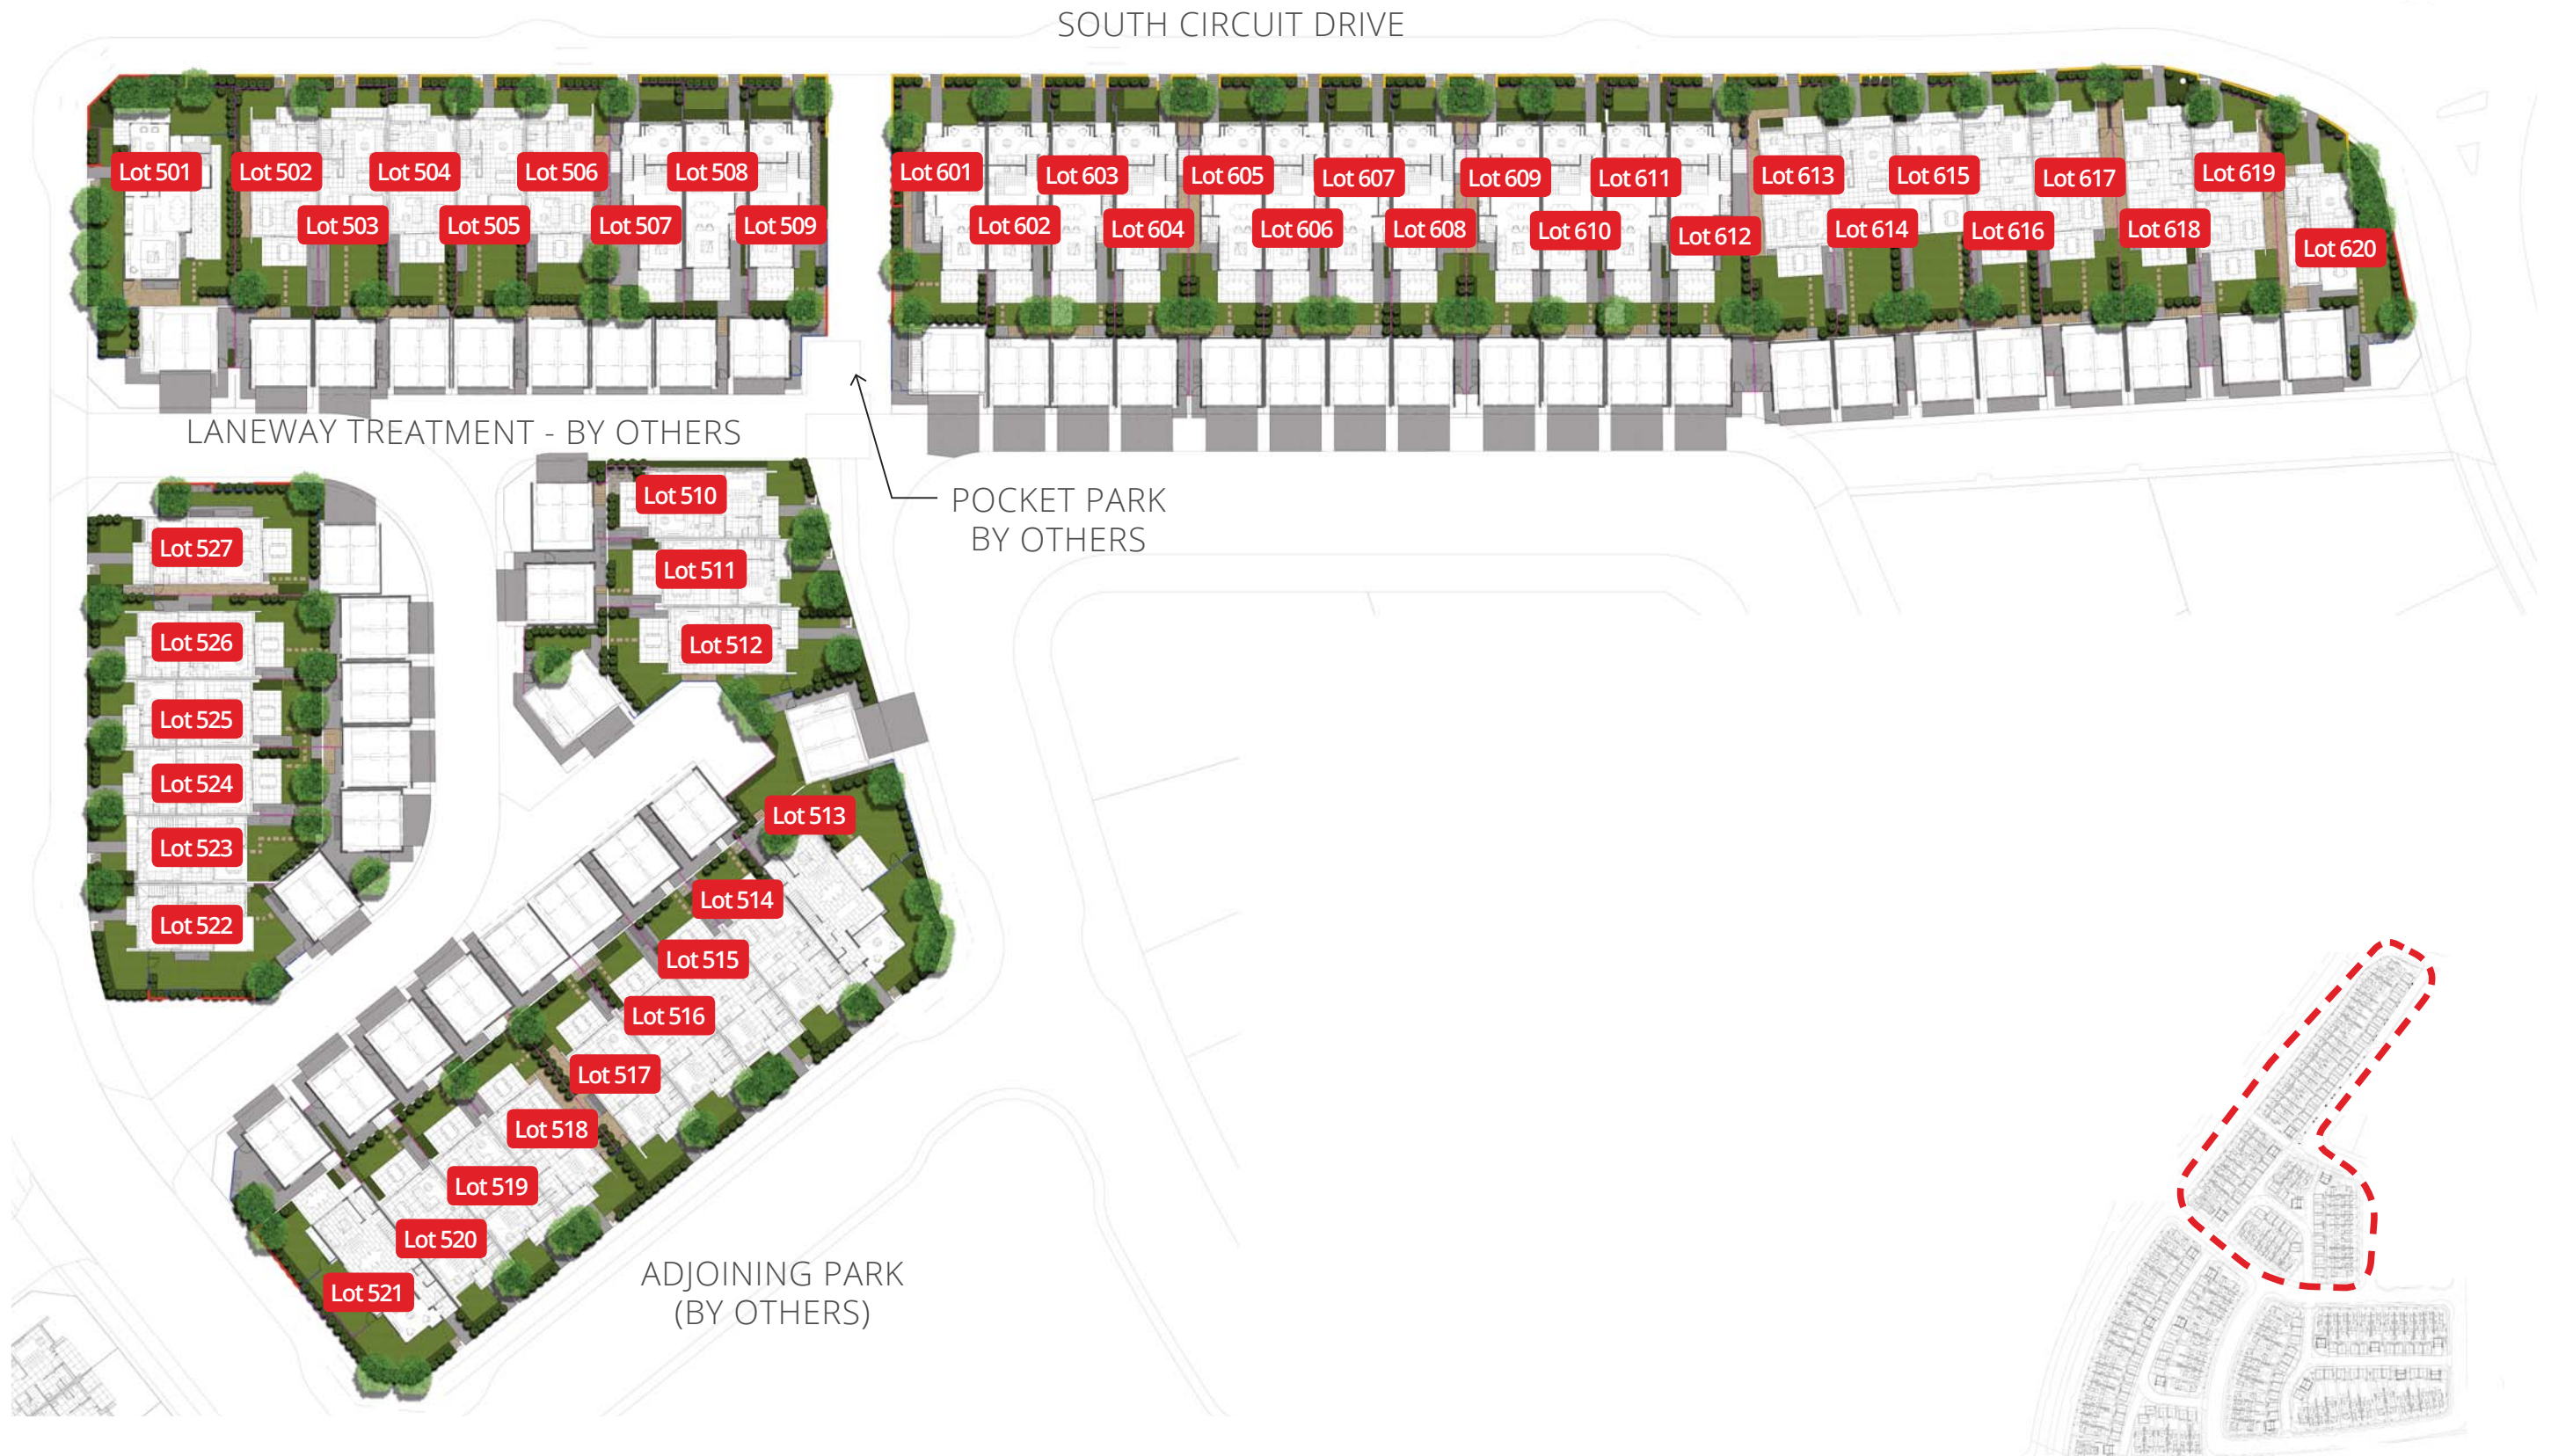 SOUTH CIRCUIT DRIVE
Lot 501
Lot 502
Lot 503
Lot 504
Lot 505
Lot 506
Lot 507
Lot 508
Lot 509
Lot 601
Lot 602
Lot 603
Lot 604
Lot 605
Lot 606
Lot 607
Lot 608
Lot 609
Lot 610
Lot 611
Lot 612
Lot 613
Lot 614
Lot 615
Lot 616
Lot 617
Lot 618
Lot 619
Lot 620
LANEWAY TREATMENT - BY OTHERS
POCKET PARK
BY OTHERS
Lot 510
Lot 511
Lot 512
Lot 527
Lot 526
Lot 525
Lot 524
Lot 523
Lot 522
Lot 513
Lot 514
Lot 515
Lot 516
Lot 517
Lot 518
Lot 519
Lot 520
Lot 521
ADJOINING PARK
(BY OTHERS)